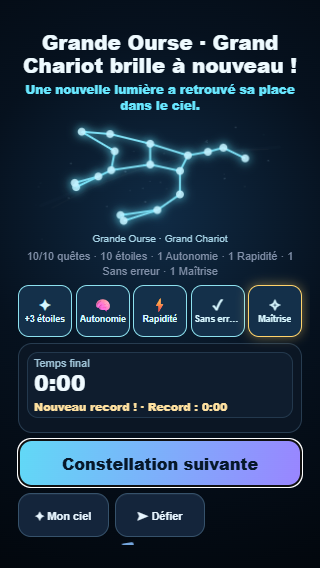 Grande Ourse · Grand
Chariot brille à nouveau !
Une nouvelle lumière a retrouvé sa place
dans le ciel.
Grande Ourse · Grand Chariot
10/10 quêtes · 10 étoiles · 1 Autonomie · 1 Rapidité · 1
Sans erreur · 1 Maîtrise
+3 étoiles Autonomie Rapidité Sans err... Maîtrise
Temps final
0:00
Nouveau record ! · Record : 0:00
Constellation suivante
Mon ciel Défier